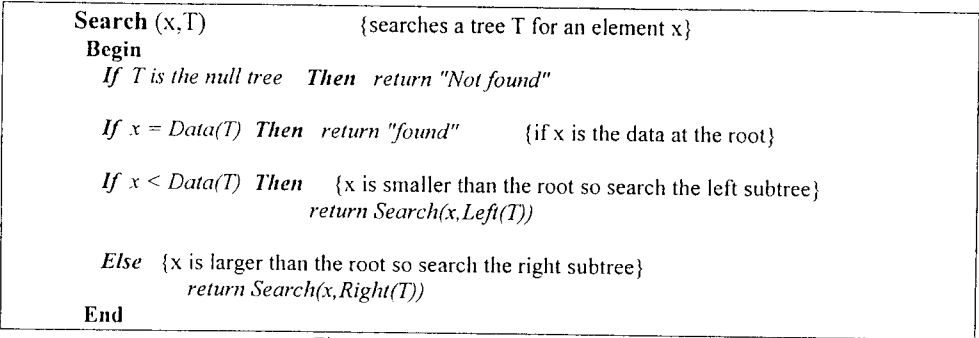 Search (x,T) {searches a tree T for an element x}
Begin
If T is the null tree Then return "Not found"
If x = Data(T) Then return "found" {if x is the data at the root}
If x < Data(T) Then {x is smaller than the root so search the left subtree}
return Search(x,Left(T))
Else {x is larger than the root so search the right subtree}
return Search(x,Right(T))
End